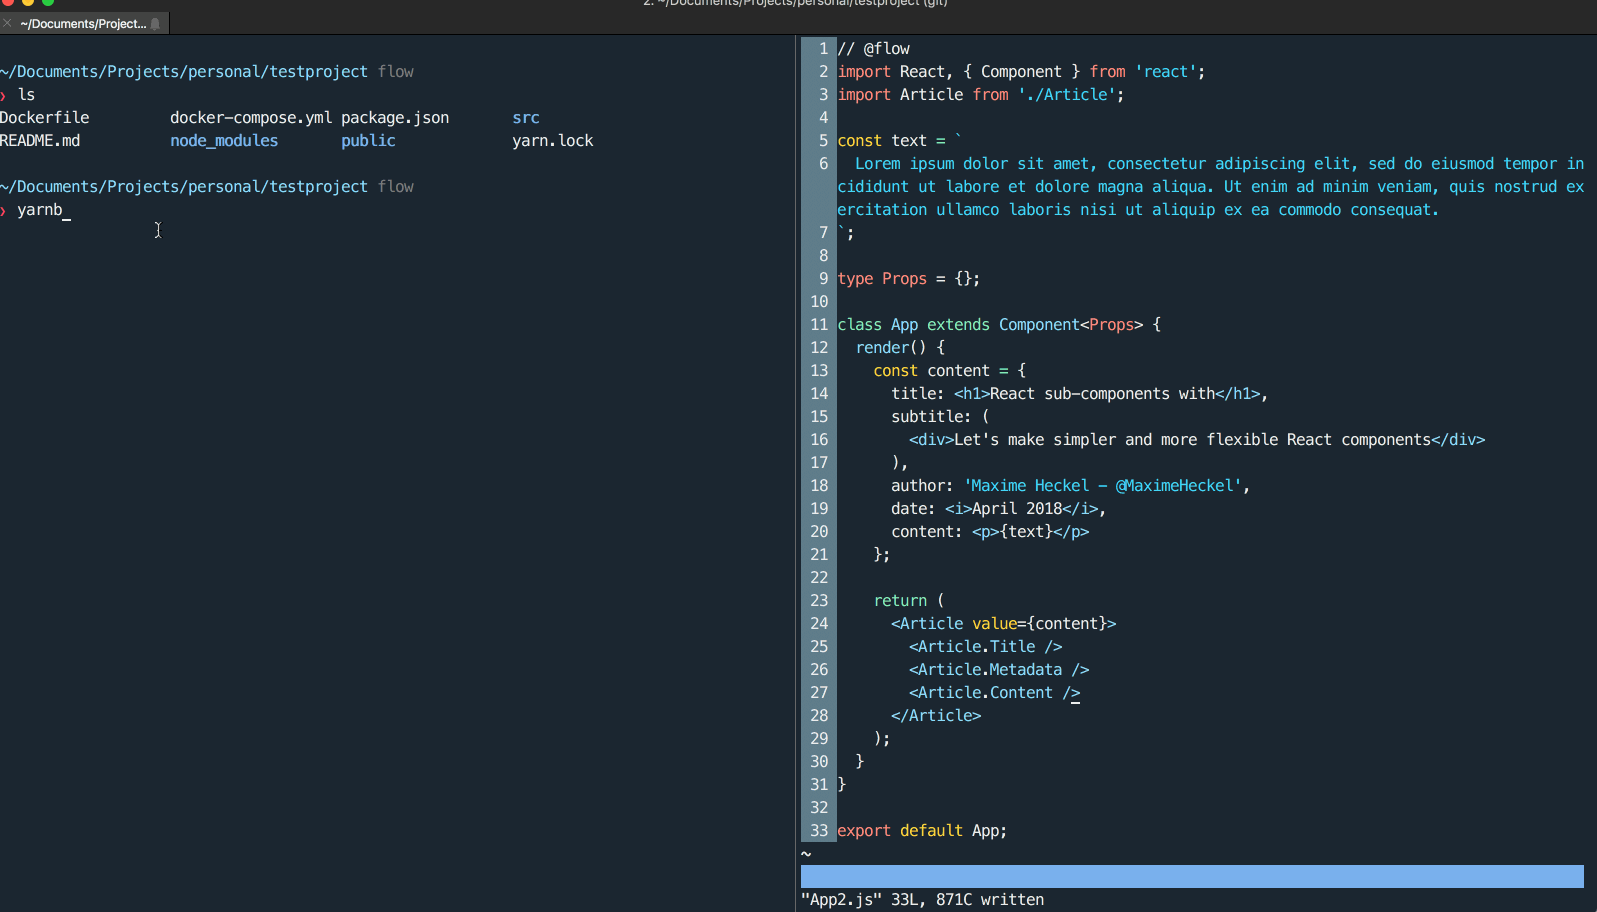 2. ~/Documents/Projects/personal/testproject (git)
~/Documents/Project...
~/Documents/Projects/personal/testproject flow
❯ ls
Dockerfile docker-compose.yml package.json src
README.md node_modules public yarn.lock
~/Documents/Projects/personal/testproject flow
❯ yarnb_
1 // @flow
2 import React, { Component } from 'react';
3 import Article from './Article';
4
5 const text = `
6   Lorem ipsum dolor sit amet, consectetur adipiscing elit, sed do eiusmod tempor in
cididunt ut labore et dolore magna aliqua. Ut enim ad minim veniam, quis nostrud ex
ercitation ullamco laboris nisi ut aliquip ex ea commodo consequat.
7 `;
8
9 type Props = {};
10
11 class App extends Component<Props> {
12   render() {
13     const content = {
14       title: <h1>React sub-components with</h1>,
15       subtitle: (
16         <div>Let's make simpler and more flexible React components</div>
17       ),
18       author: 'Maxime Heckel - @MaximeHeckel',
19       date: <i>April 2018</i>,
20       content: <p>{text}</p>
21     };
22
23     return (
24       <Article value={content}>
25         <Article.Title />
26         <Article.Metadata />
27         <Article.Content />
28       </Article>
29     );
30   }
31 }
32
33 export default App;
~
"App2.js" 33L, 871C written